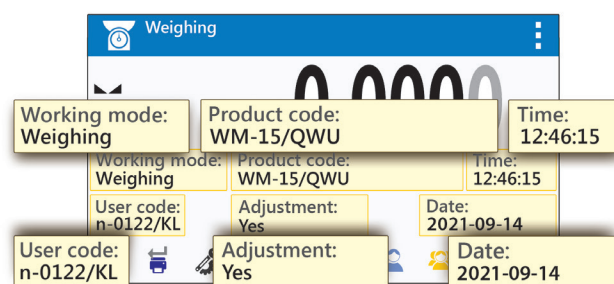 Weighing
0.0000
Working mode:
Weighing
Product code:
WM-15/QWU
Time:
12:46:15
Working mode:
Weighing
Product code:
WM-15/QWU
Time:
12:46:15
User code:
n-0122/KL
Adjustment:
Yes
Date:
2021-09-14
User code:
n-0122/KL
Adjustment:
Yes
Date:
2021-09-14